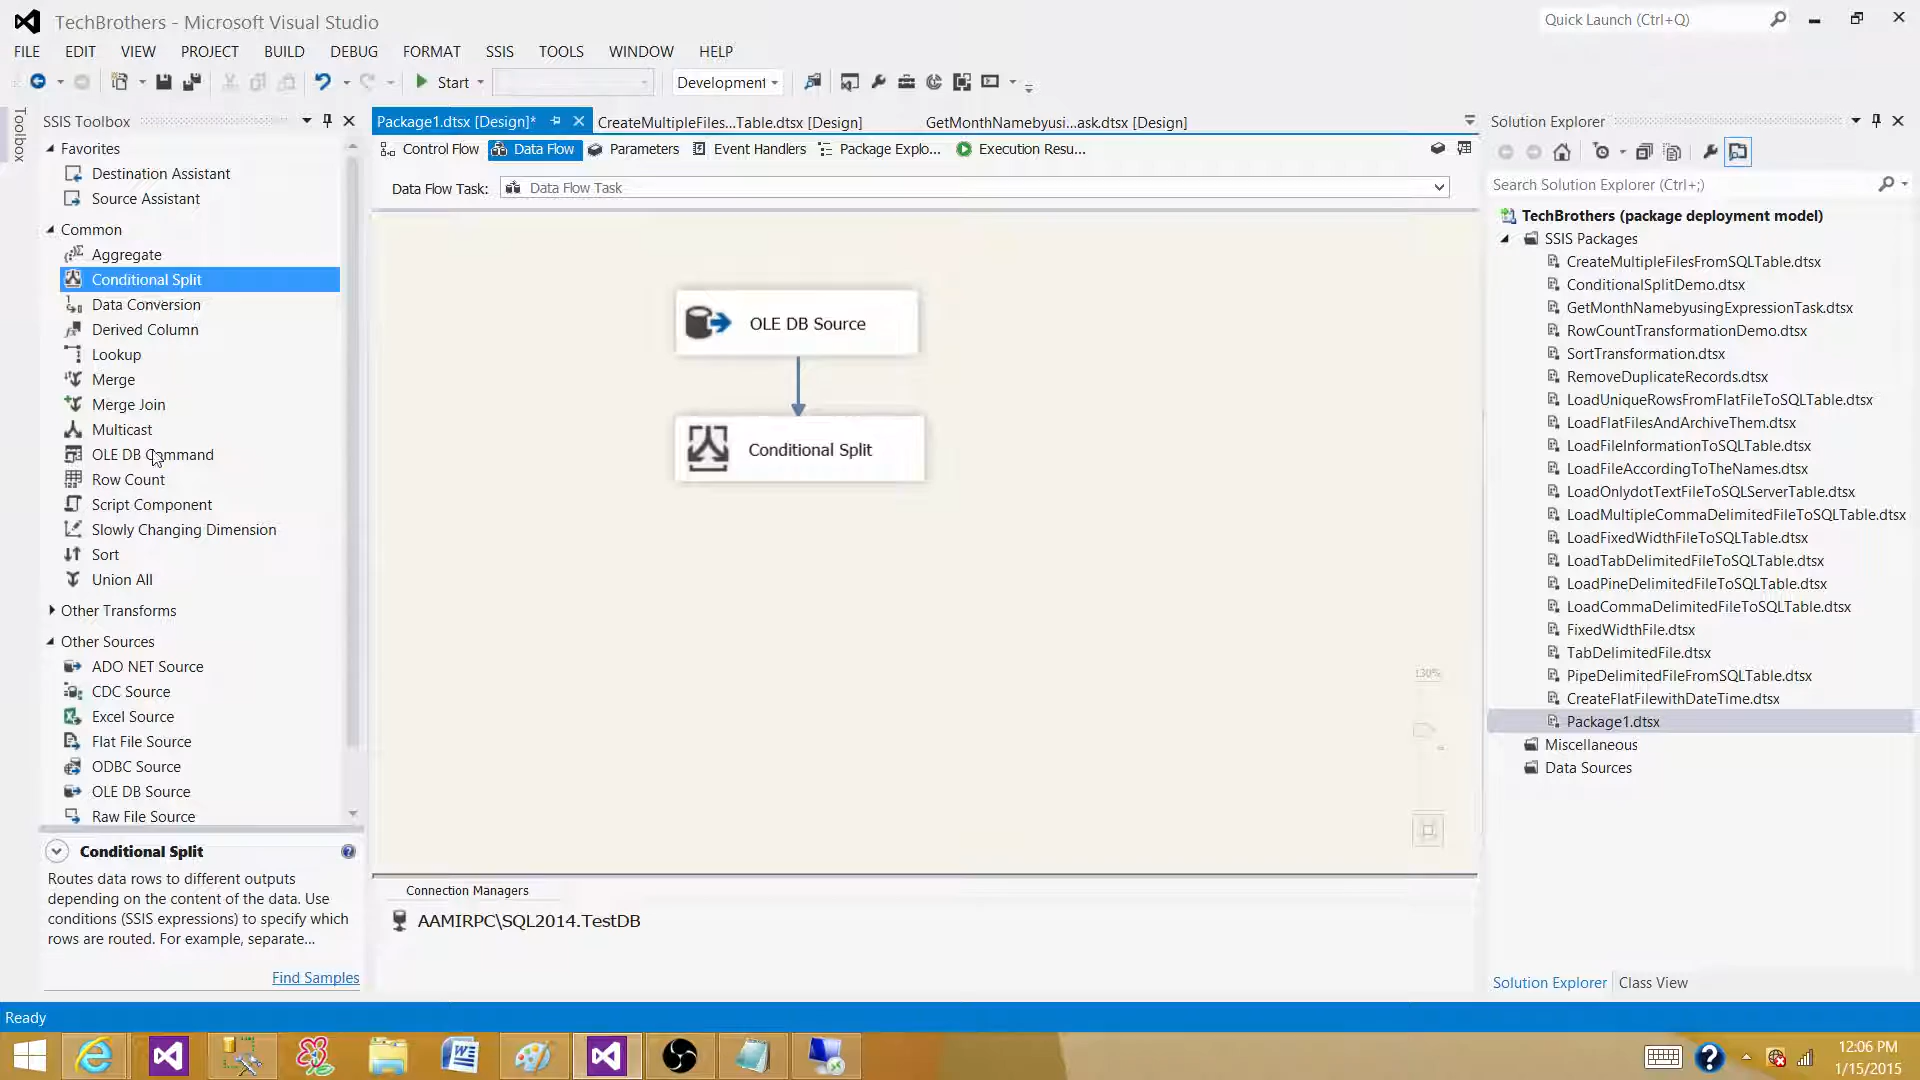 TechBrothers - Microsoft Visual Studio
Quick Launch (Ctrl+Q)
FILE EDIT VIEW PROJECT BUILD DEBUG FORMAT SSIS TOOLS WINDOW HELP
Start Development
Toolbox
SSIS Toolbox
Favorites
Destination Assistant
Source Assistant
Common
Aggregate
Conditional Split
Data Conversion
Derived Column
Lookup
Merge
Merge Join
Multicast
OLE DB Command
Row Count
Script Component
Slowly Changing Dimension
Sort
Union All
Other Transforms
Other Sources
ADO NET Source
CDC Source
Excel Source
Flat File Source
ODBC Source
OLE DB Source
Raw File Source
Conditional Split
Routes data rows to different outputs
depending on the content of the data. Use
conditions (SSIS expressions) to specify which
rows are routed. For example, separate...
Find Samples
Package1.dtsx [Design]* CreateMultipleFiles...Table.dtsx [Design] GetMonthNamebyusi...ask.dtsx [Design]
Control Flow Data Flow Parameters Event Handlers Package Explo... Execution Resu...
Data Flow Task: Data Flow Task
OLE DB Source
Conditional Split
130%
Connection Managers
AAMIRPC\SQL2014.TestDB
Solution Explorer
Search Solution Explorer (Ctrl+;)
TechBrothers (package deployment model)
SSIS Packages
CreateMultipleFilesFromSQLTable.dtsx
ConditionalSplitDemo.dtsx
GetMonthNamebyusingExpressionTask.dtsx
RowCountTransformationDemo.dtsx
SortTransformation.dtsx
RemoveDuplicateRecords.dtsx
LoadUniqueRowsFromFlatFileToSQLTable.dtsx
LoadFlatFilesAndArchiveThem.dtsx
LoadFileInformationToSQLTable.dtsx
LoadFileAccordingToTheNames.dtsx
LoadOnlydotTextFileToSQLServerTable.dtsx
LoadMultipleCommaDelimitedFileToSQLTable.dtsx
LoadFixedWidthFileToSQLTable.dtsx
LoadTabDelimitedFileToSQLTable.dtsx
LoadPineDelimitedFileToSQLTable.dtsx
LoadCommaDelimitedFileToSQLTable.dtsx
FixedWidthFile.dtsx
TabDelimitedFile.dtsx
PipeDelimitedFileFromSQLTable.dtsx
CreateFlatFilewithDateTime.dtsx
Package1.dtsx
Miscellaneous
Data Sources
Solution Explorer Class View
Ready
12:06 PM
1/15/2015